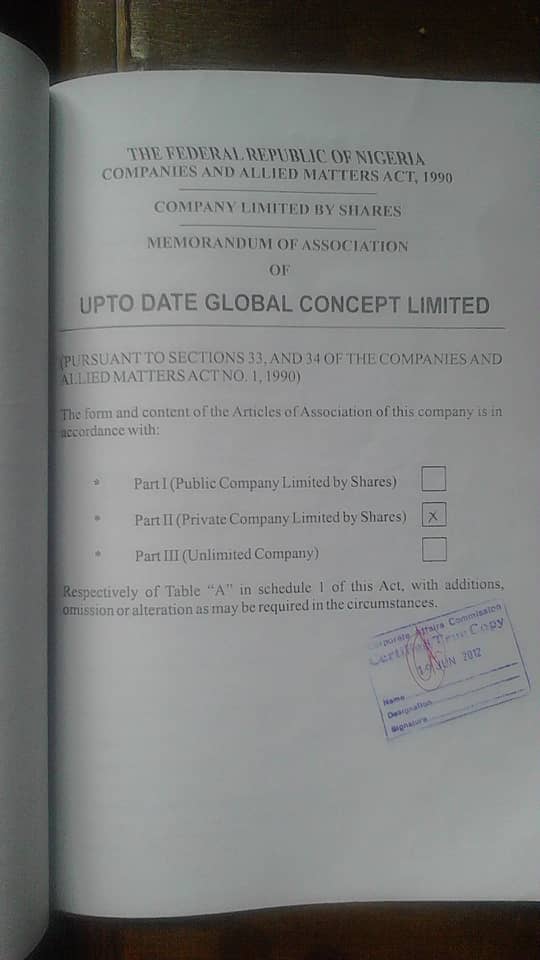 THE FEDERAL REPUBLIC OF NIGERIA
COMPANIES AND ALLIED MATTERS ACT, 1990
COMPANY LIMITED BY SHARES
MEMORANDUM OF ASSOCIATION
OF
UPTO DATE GLOBAL CONCEPT LIMITED
(PURSUANT TO SECTIONS 33, AND 34 OF THE COMPANIES AND
ALLIED MATTERS ACT NO. 1, 1990)
The form and content of the Articles of Association of this company is in
accordance with:
* Part I (Public Company Limited by Shares)
* Part II (Private Company Limited by Shares) X
* Part III (Unlimited Company)
Respectively of Table "A" in schedule 1 of this Act, with additions,
omission or alteration as may be required in the circumstances.
Corporate Affairs Commission
Certified True Copy
JUN 2012
Name
Designation
Signature